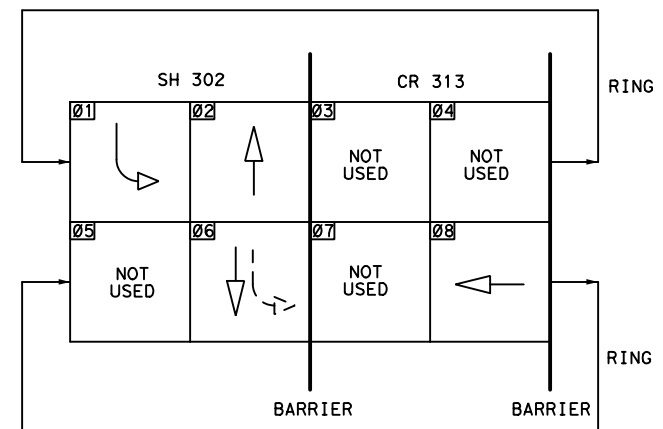 SH 302
CR 313
RING
Ø1
Ø2
Ø3
NOT
USED
Ø4
NOT
USED
Ø5
NOT
USED
Ø6
Ø7
NOT
USED
Ø8
RING
BARRIER
BARRIER